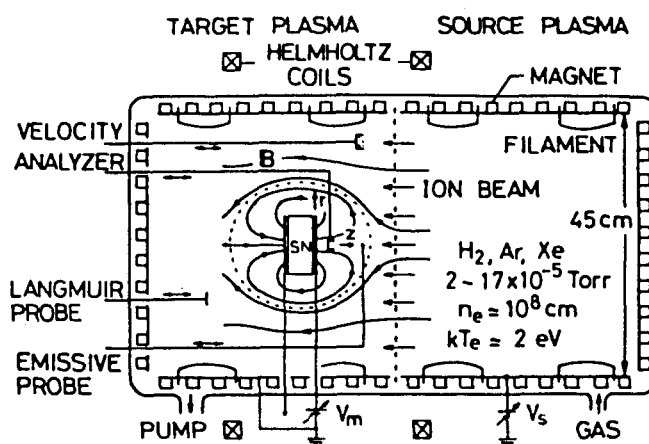 TARGET PLASMA SOURCE PLASMA
HELMHOLTZ
COILS
MAGNET
VELOCITY
ANALYZER
B
FILAMENT
ION BEAM
r
45cm
SN
z
H₂, Ar, Xe
2-17x10⁻⁵ Torr
nₑ ≃ 10⁸ cm
kTₑ ≃ 2 eV
LANGMUIR
PROBE
EMISSIVE
PROBE
PUMP
Vₘ
Vₛ
GAS